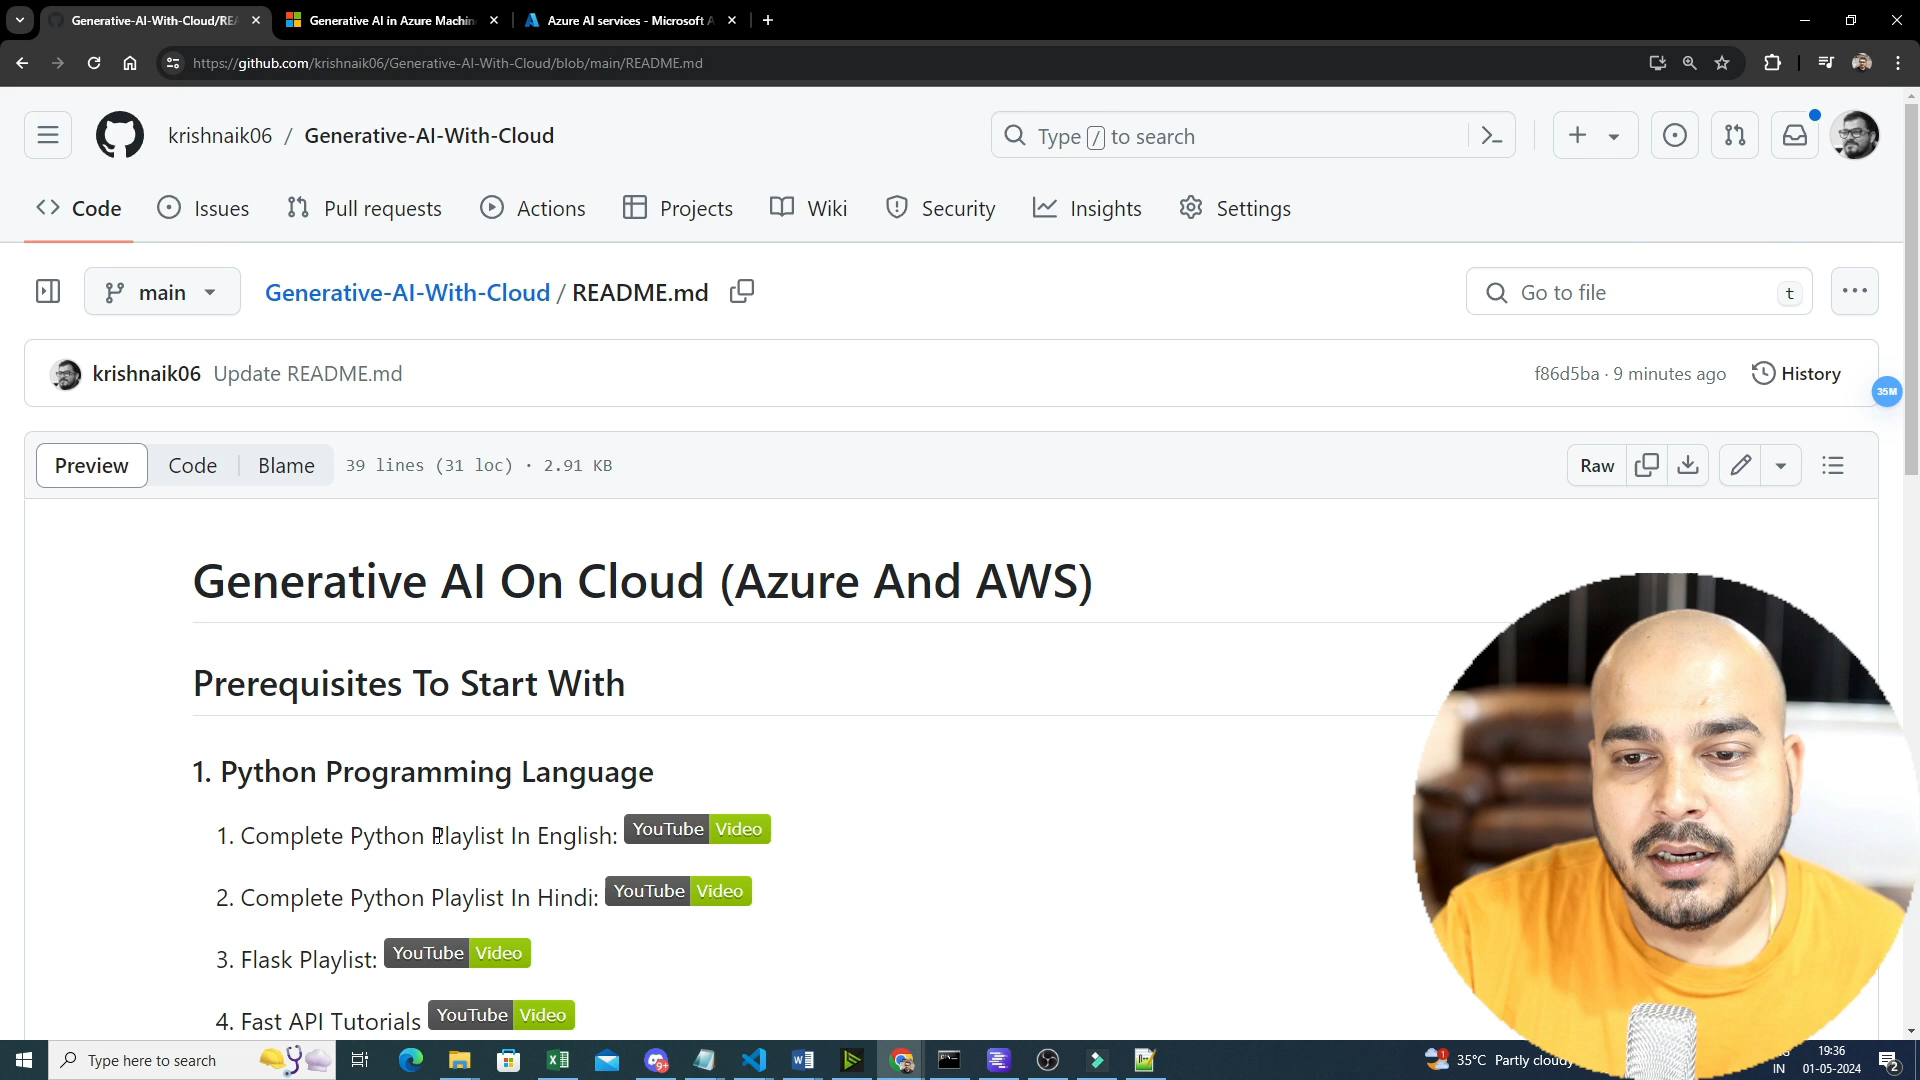 Generative-AI-With-Cloud/REA
Generative AI in Azure Machin
Azure AI services - Microsoft A
https://github.com/krishnaik06/Generative-AI-With-Cloud/blob/main/README.md
krishnaik06 / Generative-AI-With-Cloud
Type / to search
Code
Issues
Pull requests
Actions
Projects
Wiki
Security
Insights
Settings
main
Generative-AI-With-Cloud / README.md
Go to file
t
krishnaik06 Update README.md
f86d5ba · 9 minutes ago
History
35M
Preview
Code
Blame
39 lines (31 loc) · 2.91 KB
Raw
Generative AI On Cloud (Azure And AWS)
Prerequisites To Start With
1. Python Programming Language
1. Complete Python Playlist In English: YouTube Video
2. Complete Python Playlist In Hindi: YouTube Video
3. Flask Playlist: YouTube Video
4. Fast API Tutorials YouTube Video
Type here to search
9+
1
35°C Partly cloudy
IN
19:36
01-05-2024
2